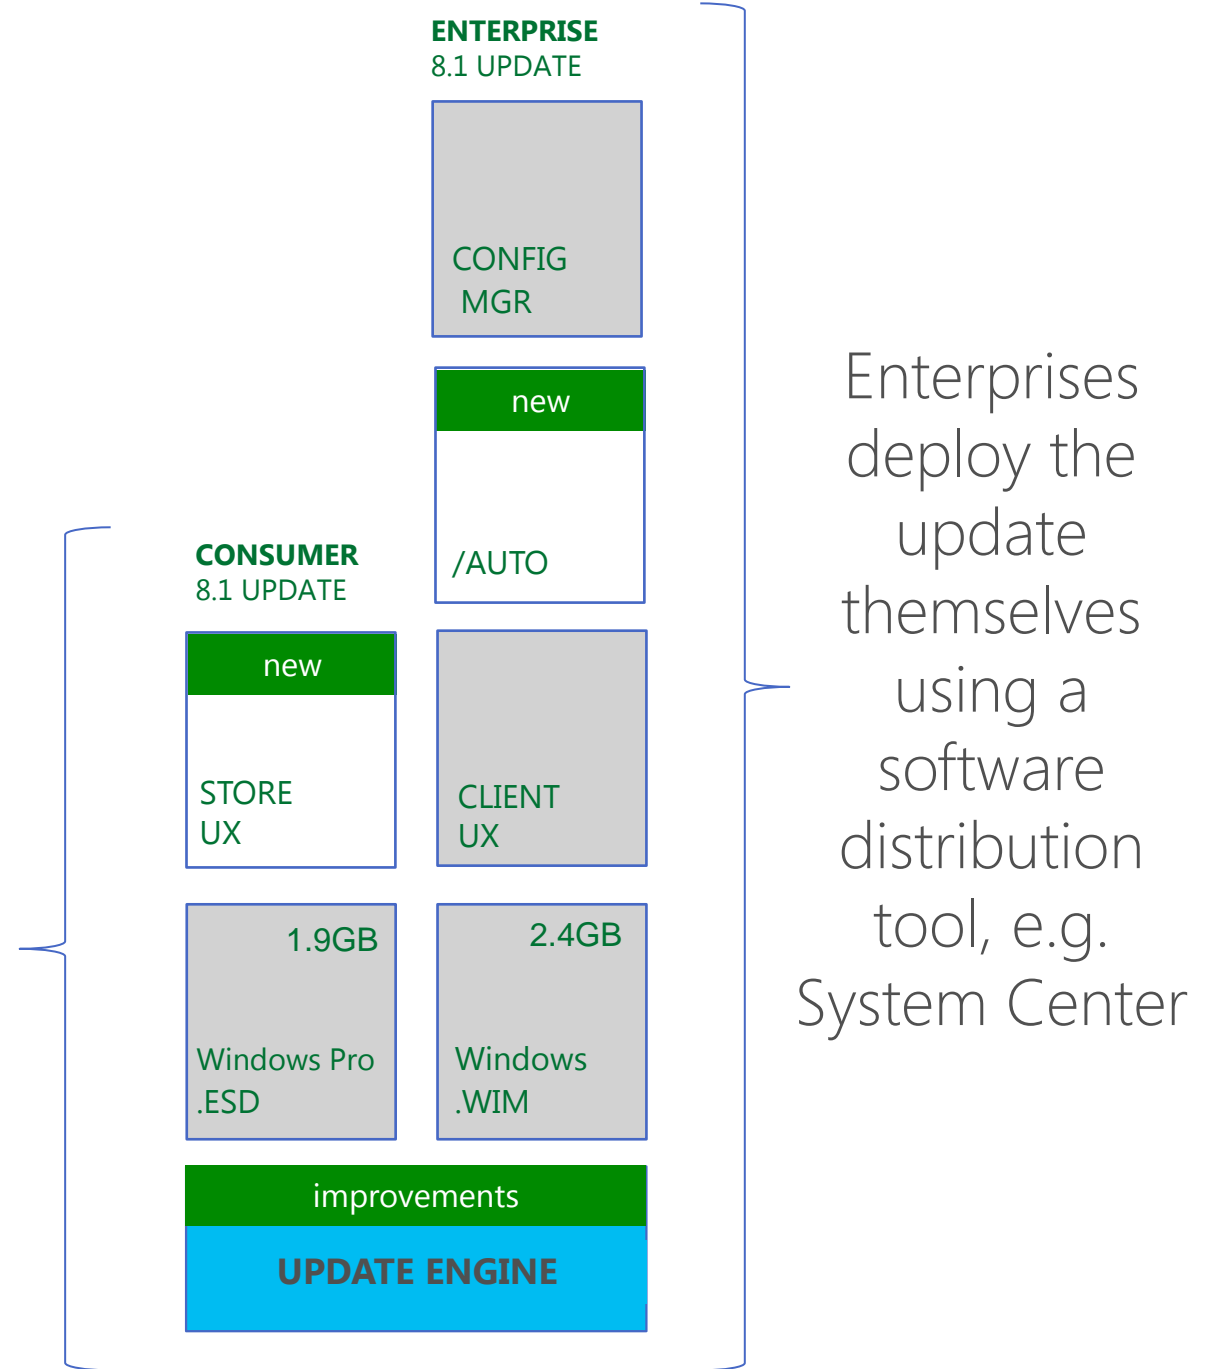 ENTERPRISE
8.1 UPDATE
CONFIG
MGR
new
/AUTO
CONSUMER
8.1 UPDATE
new
STORE
UX
CLIENT
UX
1.9GB
Windows Pro
.ESD
2.4GB
Windows
.WIM
improvements
UPDATE ENGINE
Enterprises
deploy the
update
themselves
using a
software
distribution
tool, e.g.
System Center